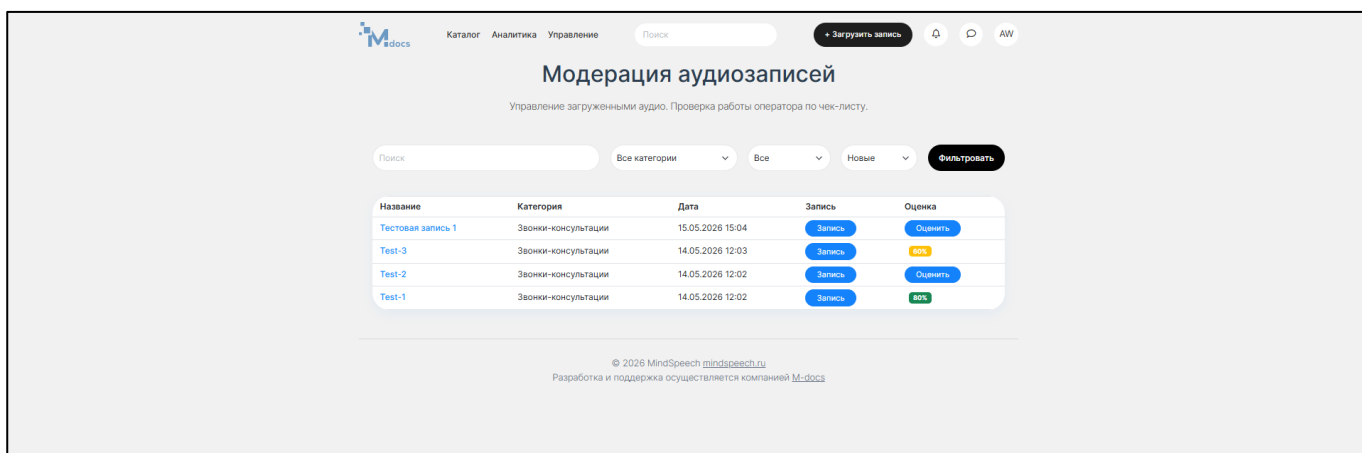 M.docs Каталог Аналитика Управление Поиск + Загрузить запись AW
Модерация аудиозаписей
Управление загруженными аудио. Проверка работы оператора по чек-листу.
Поиск Все категории Все Новые Фильтровать
Название Категория Дата Запись Оценка
Тестовая запись 1 Звонки-консультации 15.05.2026 15:04 Запись Оценить
Test-3 Звонки-консультации 14.05.2026 12:03 Запись 60%
Test-2 Звонки-консультации 14.05.2026 12:02 Запись Оценить
Test-1 Звонки-консультации 14.05.2026 12:02 Запись 80%
© 2026 MindSpeech mindspeech.ru
Разработка и поддержка осуществляется компанией M-docs